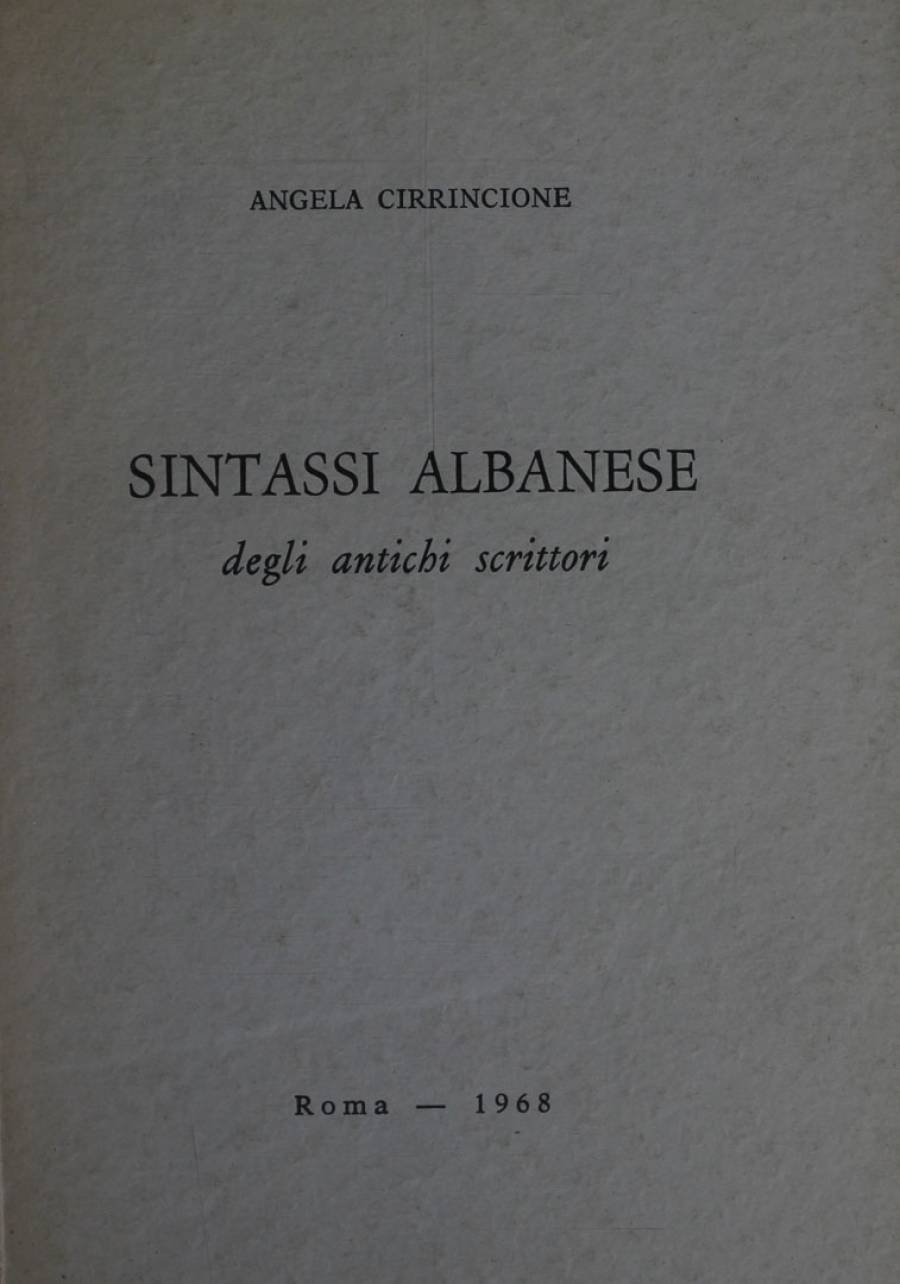 ANGELA CIRRINCIONE
SINTASSI ALBANESE
degli antichi scrittori
Roma — 1968